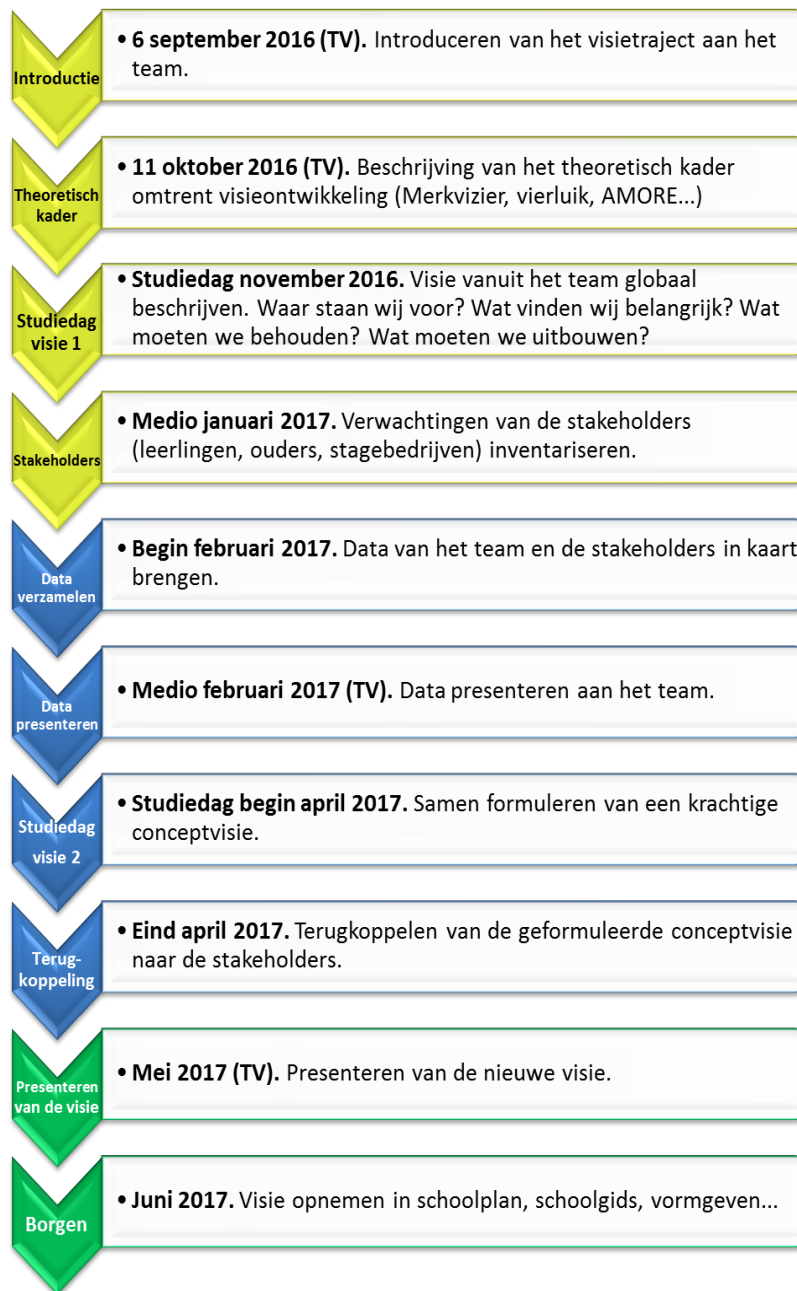 Introductie
• 6 september 2016 (TV). Introduceren van het visietraject aan het
team.
Theoretisch
kader
• 11 oktober 2016 (TV). Beschrijving van het theoretisch kader
omtrent visieontwikkeling (Merkvizier, vierluik, AMORE...)
Studiedag
visie 1
• Studiedag november 2016. Visie vanuit het team globaal
beschrijven. Waar staan wij voor? Wat vinden wij belangrijk? Wat
moeten we behouden? Wat moeten we uitbouwen?
Stakeholders
• Medio januari 2017. Verwachtingen van de stakeholders
(leerlingen, ouders, stagebedrijven) inventariseren.
Data
verzamelen
• Begin februari 2017. Data van het team en de stakeholders in kaart
brengen.
Data
presenteren
• Medio februari 2017 (TV). Data presenteren aan het team.
Studiedag
visie 2
• Studiedag begin april 2017. Samen formuleren van een krachtige
conceptvisie.
Terug-
koppeling
• Eind april 2017. Terugkoppelen van de geformuleerde conceptvisie
naar de stakeholders.
Presenteren
van de visie
• Mei 2017 (TV). Presenteren van de nieuwe visie.
Borgen
• Juni 2017. Visie opnemen in schoolplan, schoolgids, vormgeven...